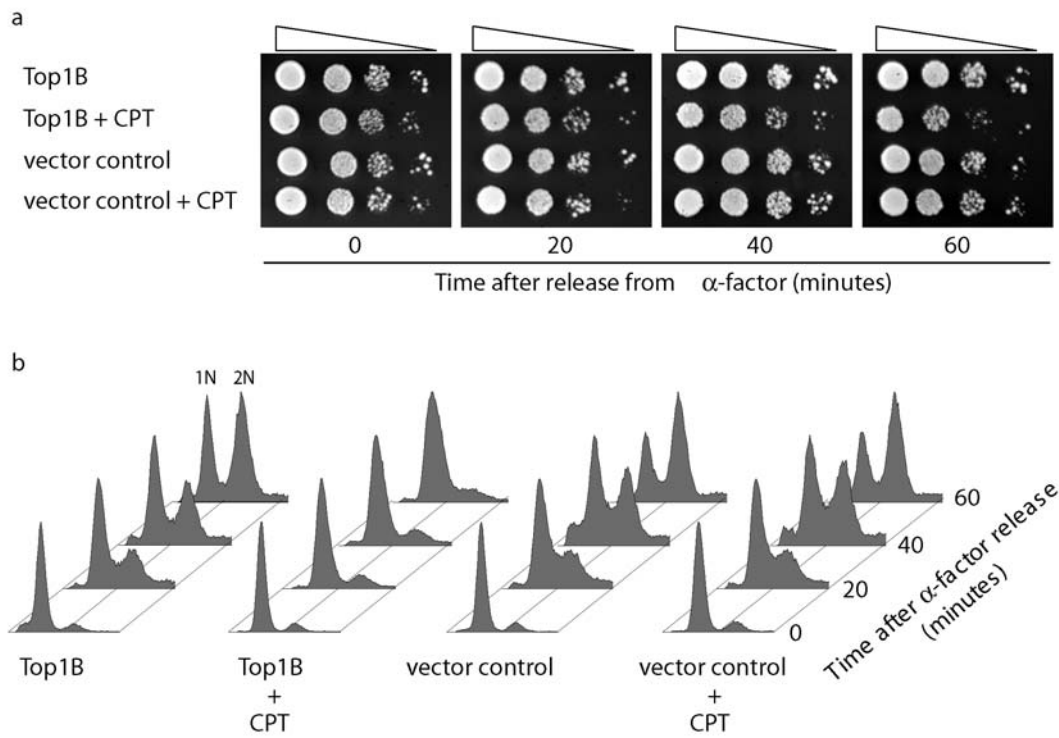 a
Top1B
Top1B + CPT
vector control
vector control + CPT
0 20 40 60
Time after release from α-factor (minutes)
b
1N 2N
60
40
20
0
Time after α-factor release
(minutes)
Top1B
Top1B
+
CPT
vector control
vector control
+
CPT